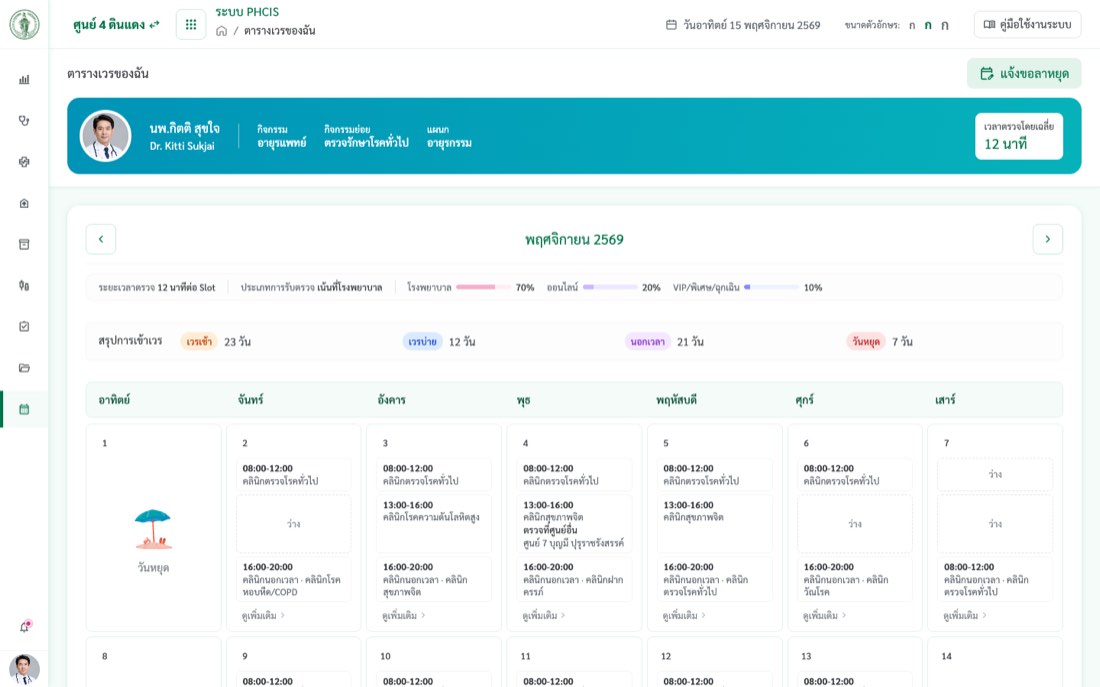 ศูนย์ 4 ดินแดง
ระบบ PHCIS
/ ตารางเวรของฉัน
วันอาทิตย์ 15 พฤศจิกายน 2569
ขนาดตัวอักษร: ก ก ก
คู่มือใช้งานระบบ
ตารางเวรของฉัน
แจ้งขอลาหยุด
นพ.กิตติ สุขใจ
Dr. Kitti Sukjai
กิจกรรม
อายุรแพทย์
กิจกรรมย่อย
ตรวจรักษาโรคทั่วไป
แผนก
อายุรกรรม
เวลาตรวจโดยเฉลี่ย
12 นาที
พฤศจิกายน 2569
ระยะเวลาตรวจ 12 นาทีต่อ Slot
ประเภทการรับตรวจ เน้นที่โรงพยาบาล
โรงพยาบาล 70%
ออนไลน์ 20%
VIP/พิเศษ/ฉุกเฉิน 10%
สรุปการเข้าเวร
เวรเช้า 23 วัน
เวรบ่าย 12 วัน
นอกเวลา 21 วัน
วันหยุด 7 วัน
อาทิตย์ จันทร์ อังคาร พุธ พฤหัสบดี ศุกร์ เสาร์
1
วันหยุด
2
08:00-12:00
คลินิกตรวจโรคทั่วไป
ว่าง
16:00-20:00
คลินิกนอกเวลา · คลินิกโรค
หอบหืด/COPD
ดูเพิ่มเติม
3
08:00-12:00
คลินิกตรวจโรคทั่วไป
13:00-16:00
คลินิกโรคความดันโลหิตสูง
16:00-20:00
คลินิกนอกเวลา · คลินิก
สุขภาพจิต
ดูเพิ่มเติม
4
08:00-12:00
คลินิกตรวจโรคทั่วไป
13:00-16:00
คลินิกสุขภาพจิต
ตรวจที่ศูนย์อื่น
ศูนย์ 7 บุญมี ปุรุราชรังสรรค์
16:00-20:00
คลินิกนอกเวลา · คลินิกฝาก
ครรภ์
ดูเพิ่มเติม
5
08:00-12:00
คลินิกตรวจโรคทั่วไป
13:00-16:00
คลินิกสุขภาพจิต
16:00-20:00
คลินิกนอกเวลา · คลินิก
ตรวจโรคทั่วไป
ดูเพิ่มเติม
6
08:00-12:00
คลินิกตรวจโรคทั่วไป
ว่าง
16:00-20:00
คลินิกนอกเวลา · คลินิก
วัณโรค
ดูเพิ่มเติม
7
ว่าง
ว่าง
08:00-12:00
คลินิกนอกเวลา · คลินิก
ตรวจโรคทั่วไป
ดูเพิ่มเติม
8
9
08:00-12:00
10
08:00-12:00
11
08:00-12:00
12
08:00-12:00
13
08:00-12:00
14